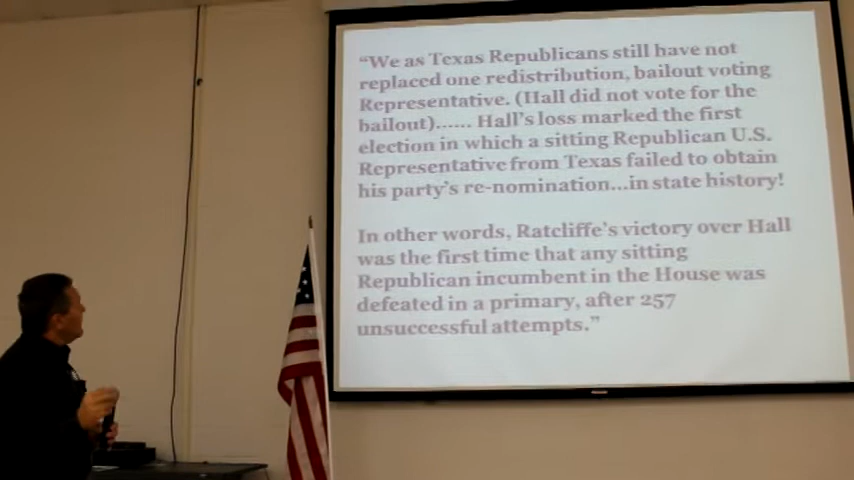 “We as Texas Republicans still have not
replaced one redistribution, bailout voting
Representative. (Hall did not vote for the
bailout)...... Hall’s loss marked the first
election in which a sitting Republican U.S.
Representative from Texas failed to obtain
his party’s re-nomination...in state history!
In other words, Ratcliffe’s victory over Hall
was the first time that any sitting
Republican incumbent in the House was
defeated in a primary, after 257
unsuccessful attempts.”